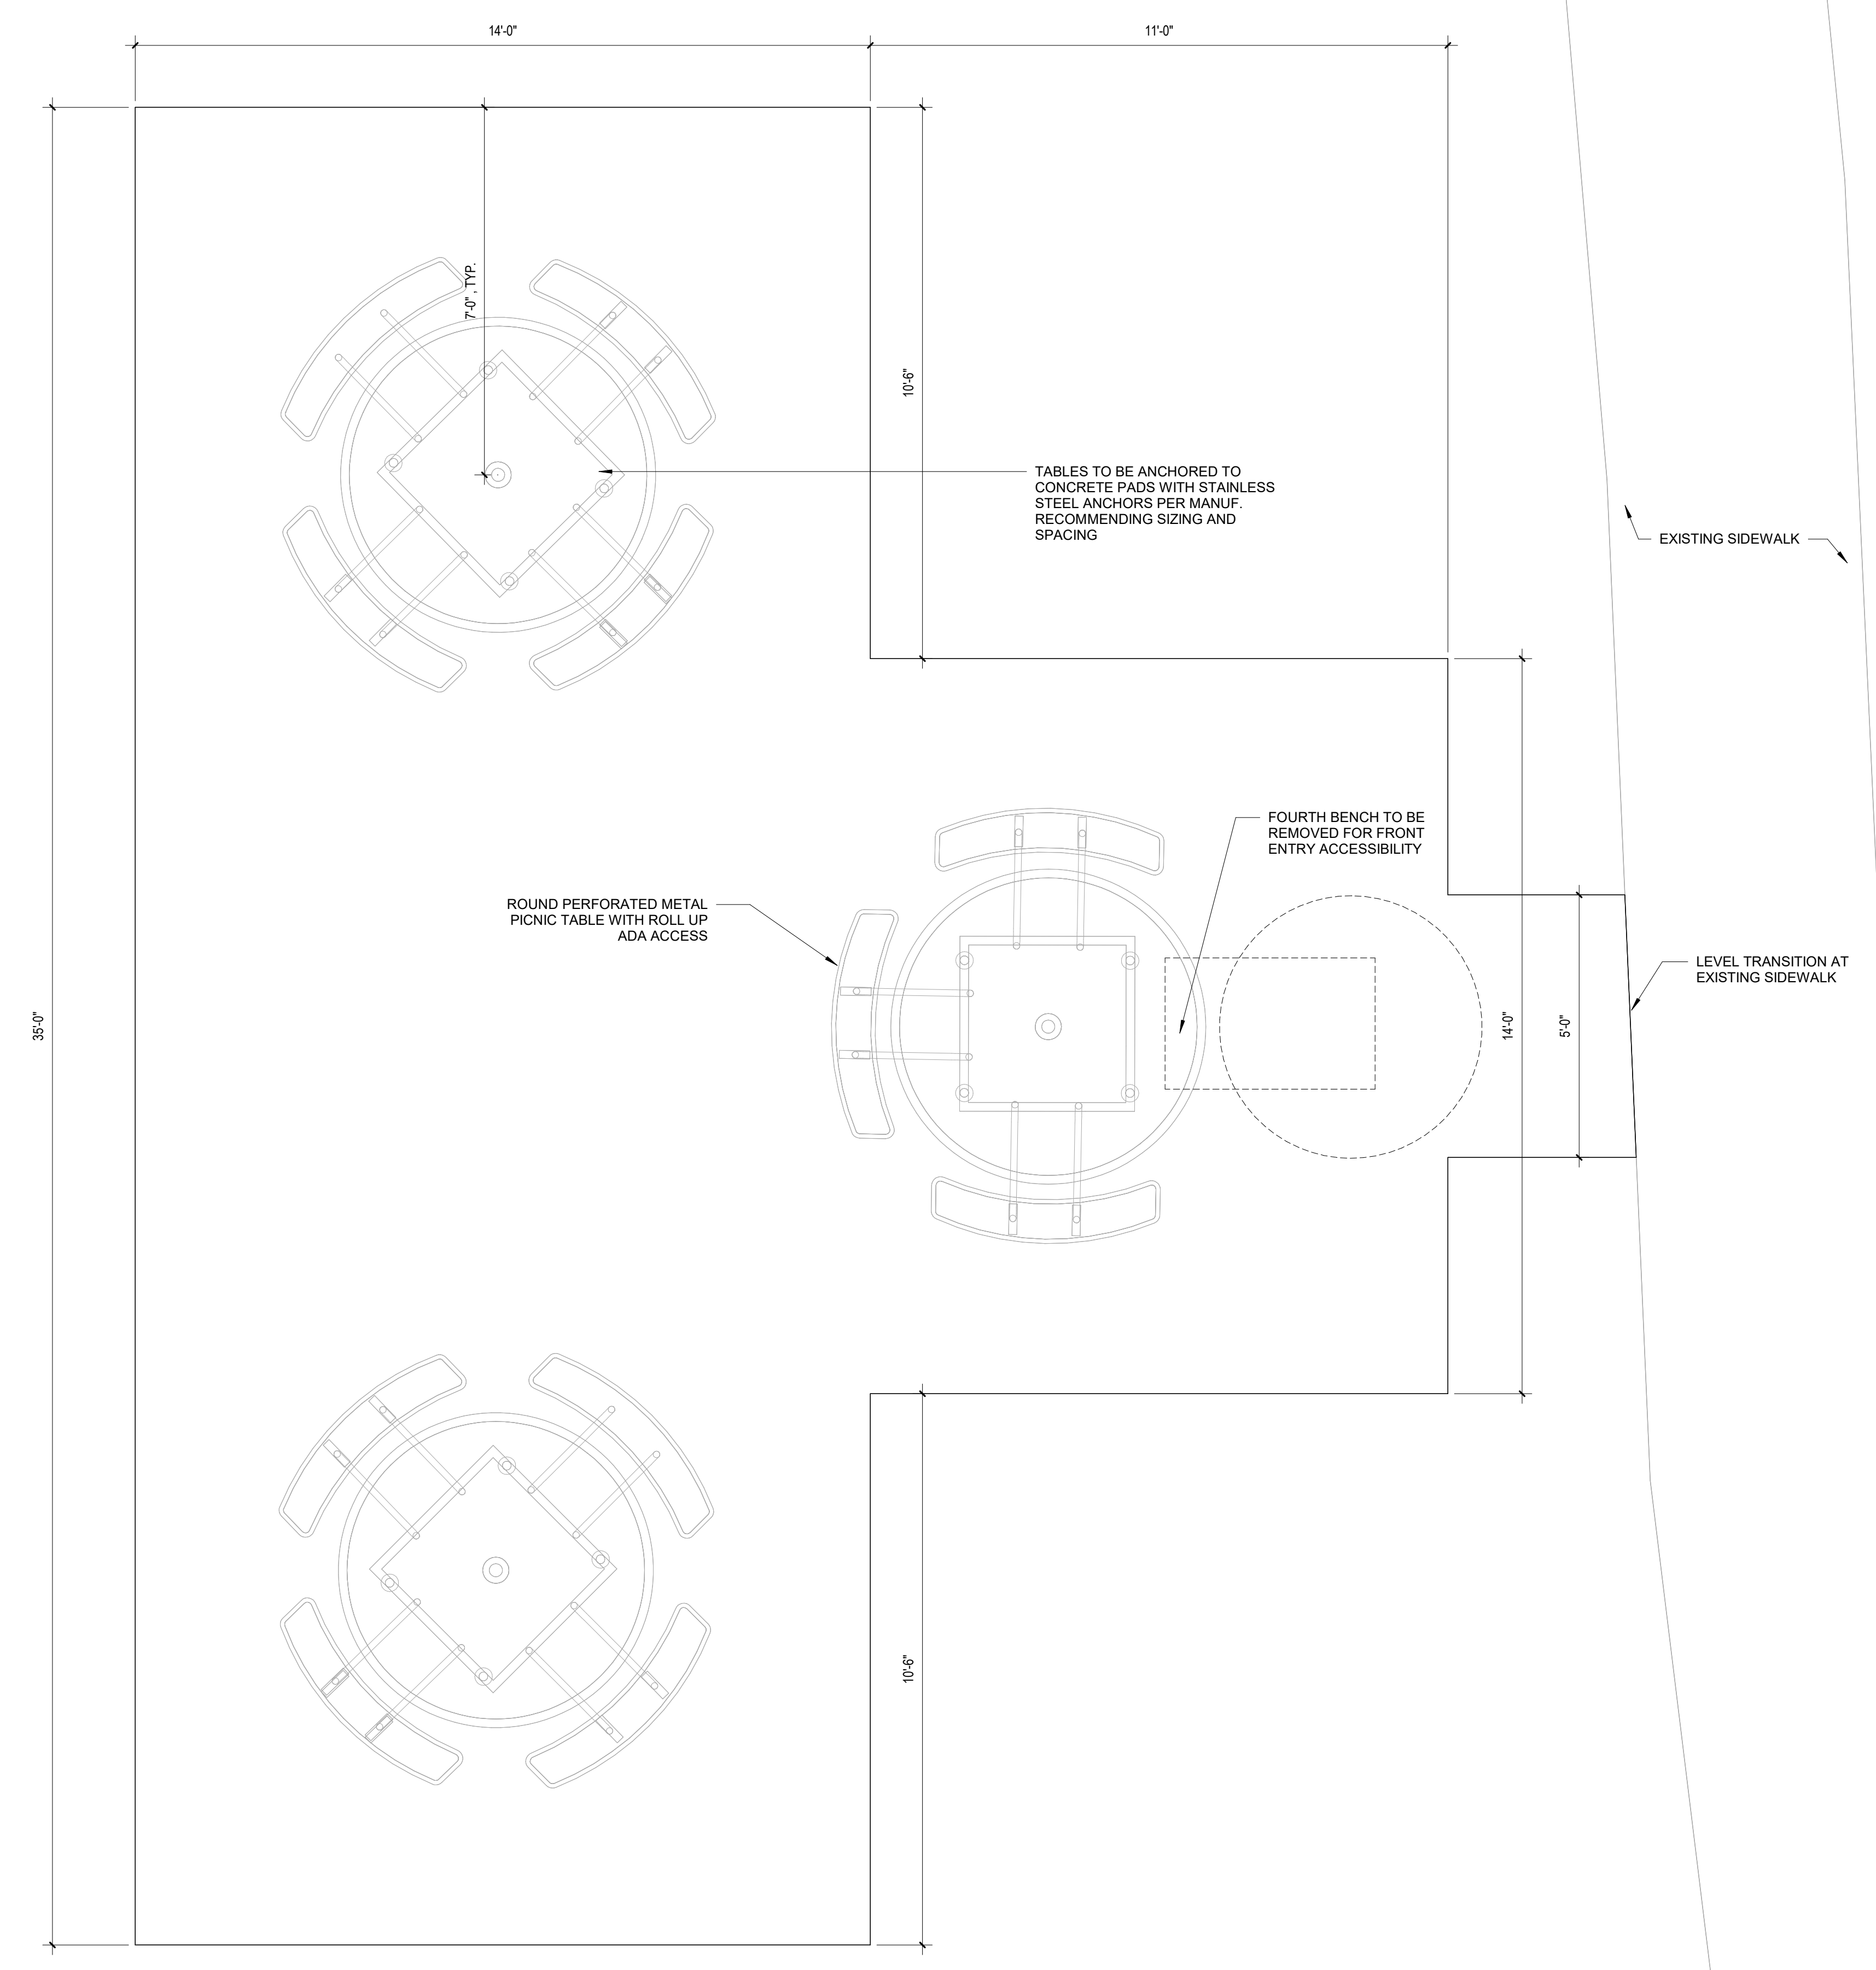 14'-0"
11'-0"
7'-0" , TYP.
10'-6"
TABLES TO BE ANCHORED TO
CONCRETE PADS WITH STAINLESS
STEEL ANCHORS PER MANUF.
RECOMMENDING SIZING AND
SPACING
EXISTING SIDEWALK
FOURTH BENCH TO BE
REMOVED FOR FRONT
ENTRY ACCESSIBILITY
ROUND PERFORATED METAL
PICNIC TABLE WITH ROLL UP
ADA ACCESS
LEVEL TRANSITION AT
EXISTING SIDEWALK
35'-0"
14'-0"
5'-0"
10'-6"